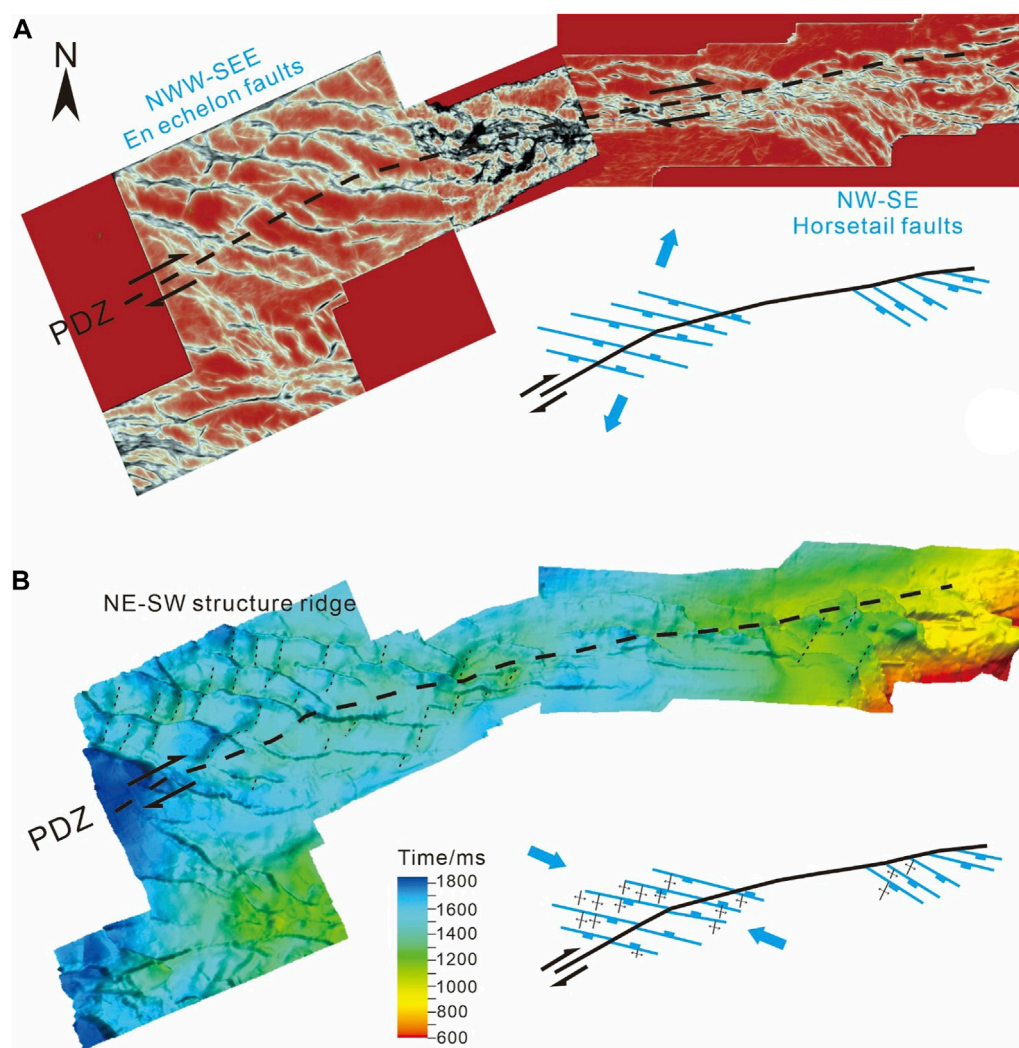 A
N
NWW-SEE
En echelon faults
PDZ
NW-SE
Horsetail faults
B
NE-SW structure ridge
PDZ
Time/ms
1800
1600
1400
1200
1000
800
600